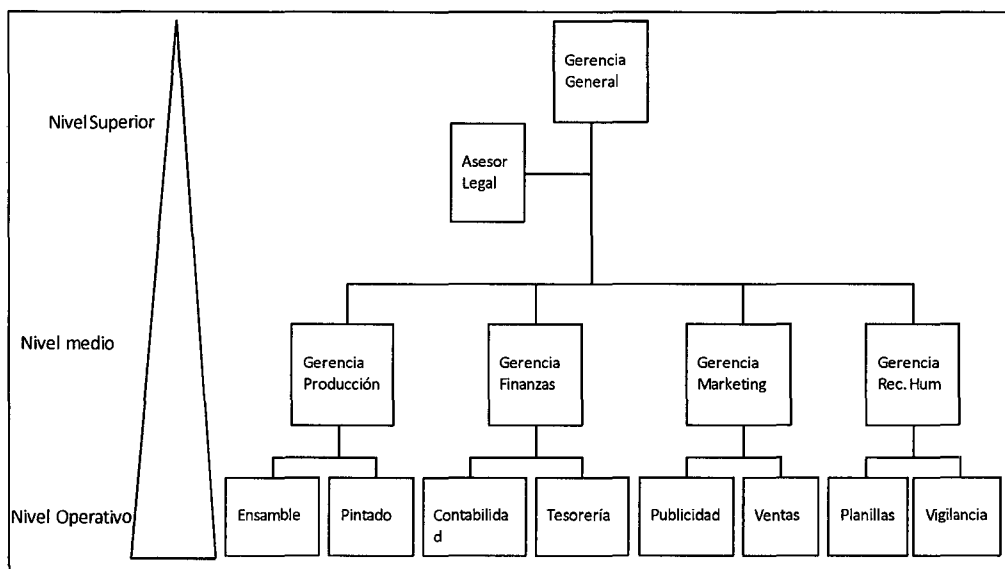 Gerencia
General
Nivel Superior
Asesor
Legal
Nivel medio
Gerencia
Producción
Gerencia
Finanzas
Gerencia
Marketing
Gerencia
Rec. Hum
Nivel Operativo
Ensamble
Pintado
Contabilida
d
Tesorería
Publicidad
Ventas
Planillas
Vigilancia